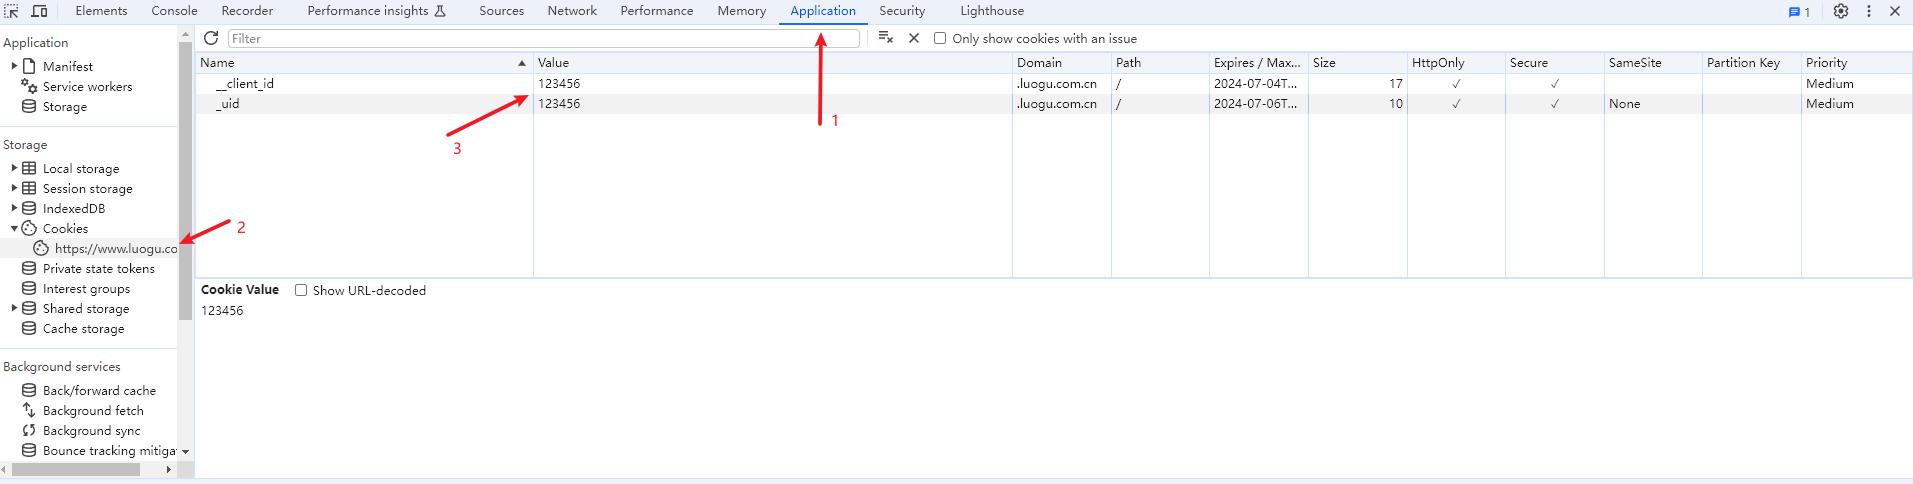 Elements Console Recorder Performance insights Sources Network Performance Memory Application Security Lighthouse 1
Application
Manifest
Service workers
Storage
Storage
Local storage
Session storage
IndexedDB
Cookies
https://www.luogu.co
Private state tokens
Interest groups
Shared storage
Cache storage
Background services
Back/forward cache
Background fetch
Background sync
Bounce tracking mitiga
Filter Only show cookies with an issue
Name Value Domain Path Expires / Max... Size HttpOnly Secure SameSite Partition Key Priority
__client_id 123456 .luogu.com.cn / 2024-07-04T... 17 ✓ ✓ Medium
_uid 123456 .luogu.com.cn / 2024-07-06T... 10 ✓ ✓ None Medium
1
3
2
Cookie Value Show URL-decoded
123456